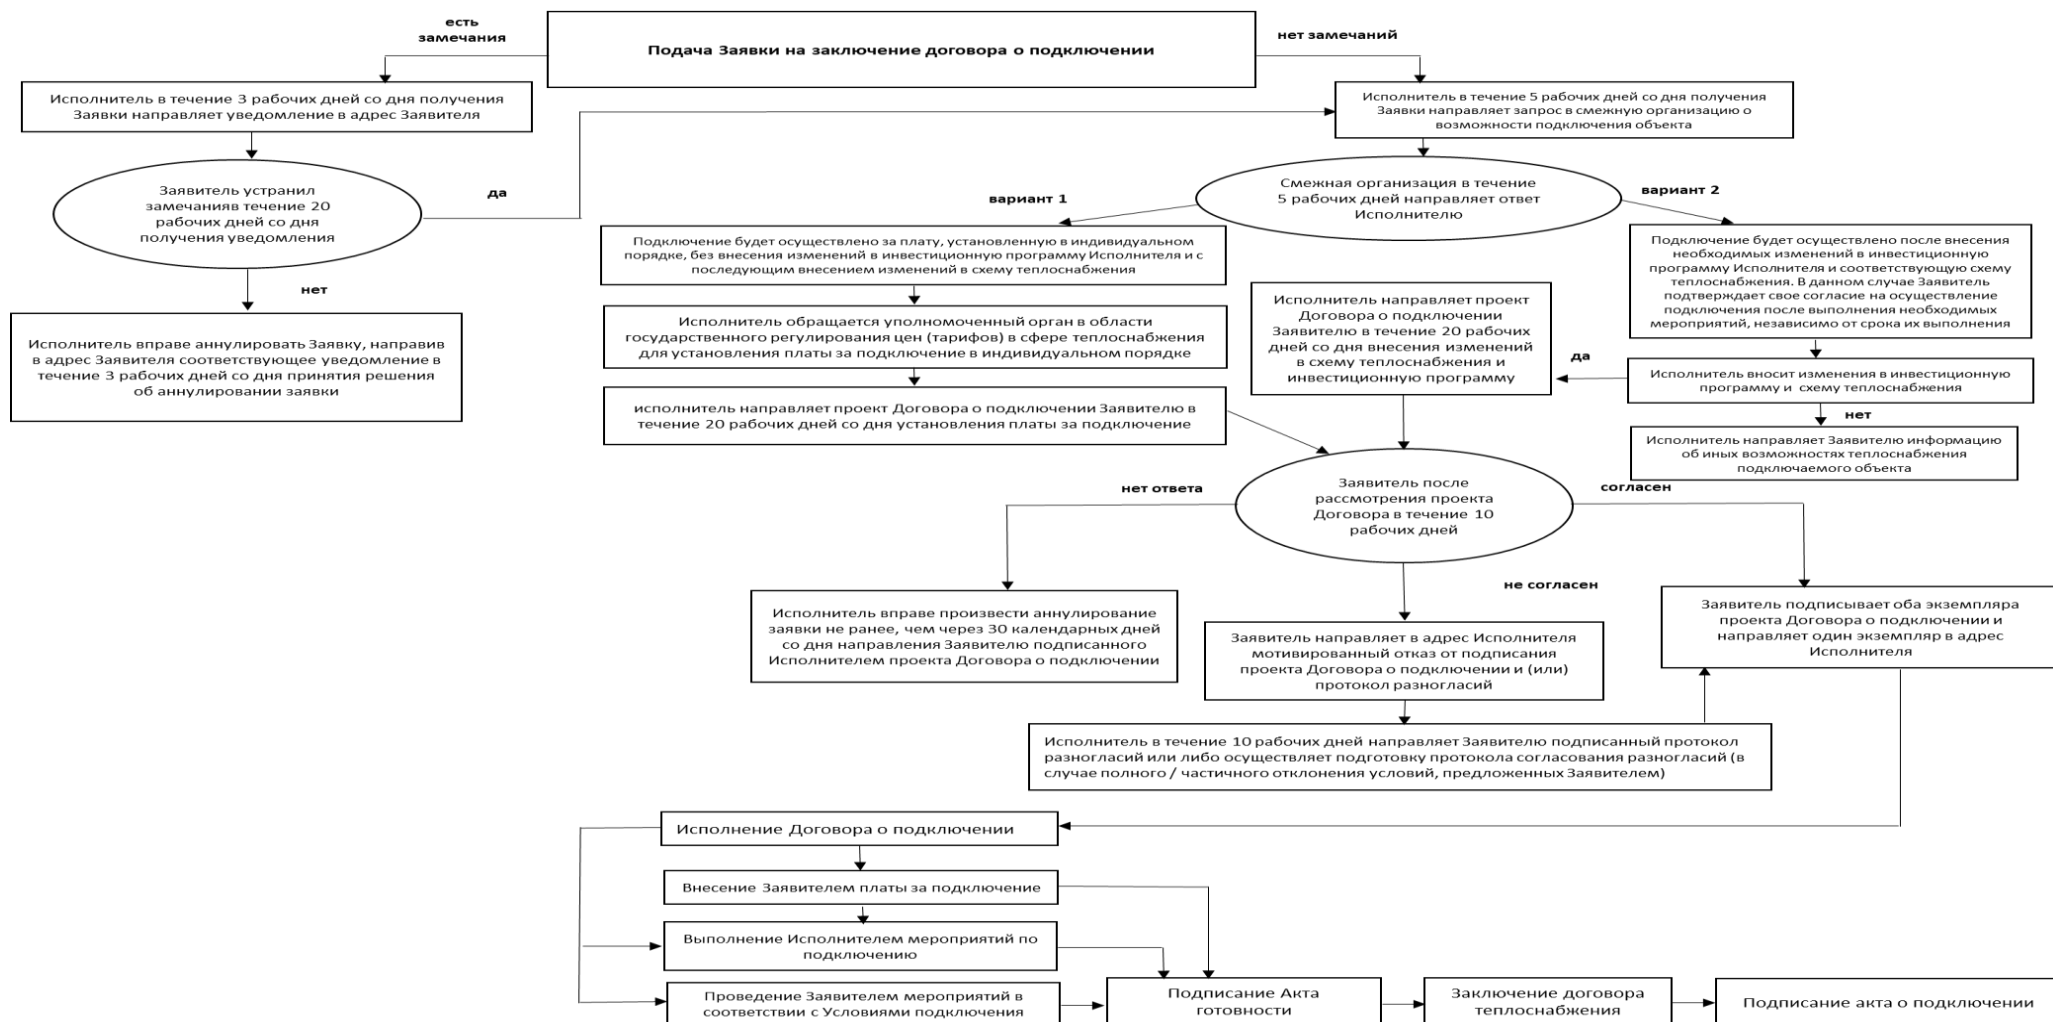 есть
замечания
Подача Заявки на заключение договора о подключении
нет замечаний
Исполнитель в течение 3 рабочих дней со дня получения
Заявки направляет уведомление в адрес Заявителя
Исполнитель в течение 5 рабочих дней со дня получения
Заявки направляет запрос в смежную организацию о
возможности подключения объекта
Заявитель устранил
замечанияв течение 20
рабочих дней со дня
получения уведомления
да
нет
Исполнитель вправе аннулировать Заявку, направив
в адрес Заявителя соответствующее уведомление в
течение 3 рабочих дней со дня принятия решения
об аннулировании заявки
Смежная организация в течение
5 рабочих дней направляет ответ
Исполнителю
вариант 1
вариант 2
Подключение будет осуществлено за плату, установленную в индивидуальном
порядке, без внесения изменений в инвестиционную программу Исполнителя и с
последующим внесением изменений в схему теплоснабжения
Исполнитель обращается уполномоченный орган в области
государственного регулирования цен (тарифов) в сфере теплоснабжения
для установления платы за подключение в индивидуальном порядке
исполнитель направляет проект Договора о подключении Заявителю в
течение 20 рабочих дней со дня установления платы за подключение
Исполнитель направляет проект
Договора о подключении
Заявителю в течение 20 рабочих
дней со дня внесения изменений
в схему теплоснабжения и
инвестиционную программу
Подключение будет осуществлено после внесения
необходимых изменений в инвестиционную
программу Исполнителя и соответствующую схему
теплоснабжения. В данном случае Заявитель
подтверждает свое согласие на осуществление
подключения после выполнения необходимых
мероприятий, независимо от срока их выполнения
да
Исполнитель вносит изменения в инвестиционную
программу и схему теплоснабжения
нет
Исполнитель направляет Заявителю информацию
об иных возможностях теплоснабжения
подключаемого объекта
Заявитель после
рассмотрения проекта
Договора в течение 10
рабочих дней
нет ответа
согласен
не согласен
Исполнитель вправе произвести аннулирование
заявки не ранее, чем через 30 календарных дней
со дня направления Заявителю подписанного
Исполнителем проекта Договора о подключении
Заявитель направляет в адрес Исполнителя
мотивированный отказ от подписания
проекта Договора о подключении и (или)
протокол разногласий
Заявитель подписывает оба экземпляра
проекта Договора о подключении и
направляет один экземпляр в адрес
Исполнителя
Исполнитель в течение 10 рабочих дней направляет Заявителю подписанный протокол
разногласий или либо осуществляет подготовку протокола согласования разногласий (в
случае полного / частичного отклонения условий, предложенных Заявителем)
Исполнение Договора о подключении
Внесение Заявителем платы за подключение
Выполнение Исполнителем мероприятий по
подключению
Проведение Заявителем мероприятий в
соответствии с Условиями подключения
Подписание Акта
готовности
Заключение договора
теплоснабжения
Подписание акта о подключении